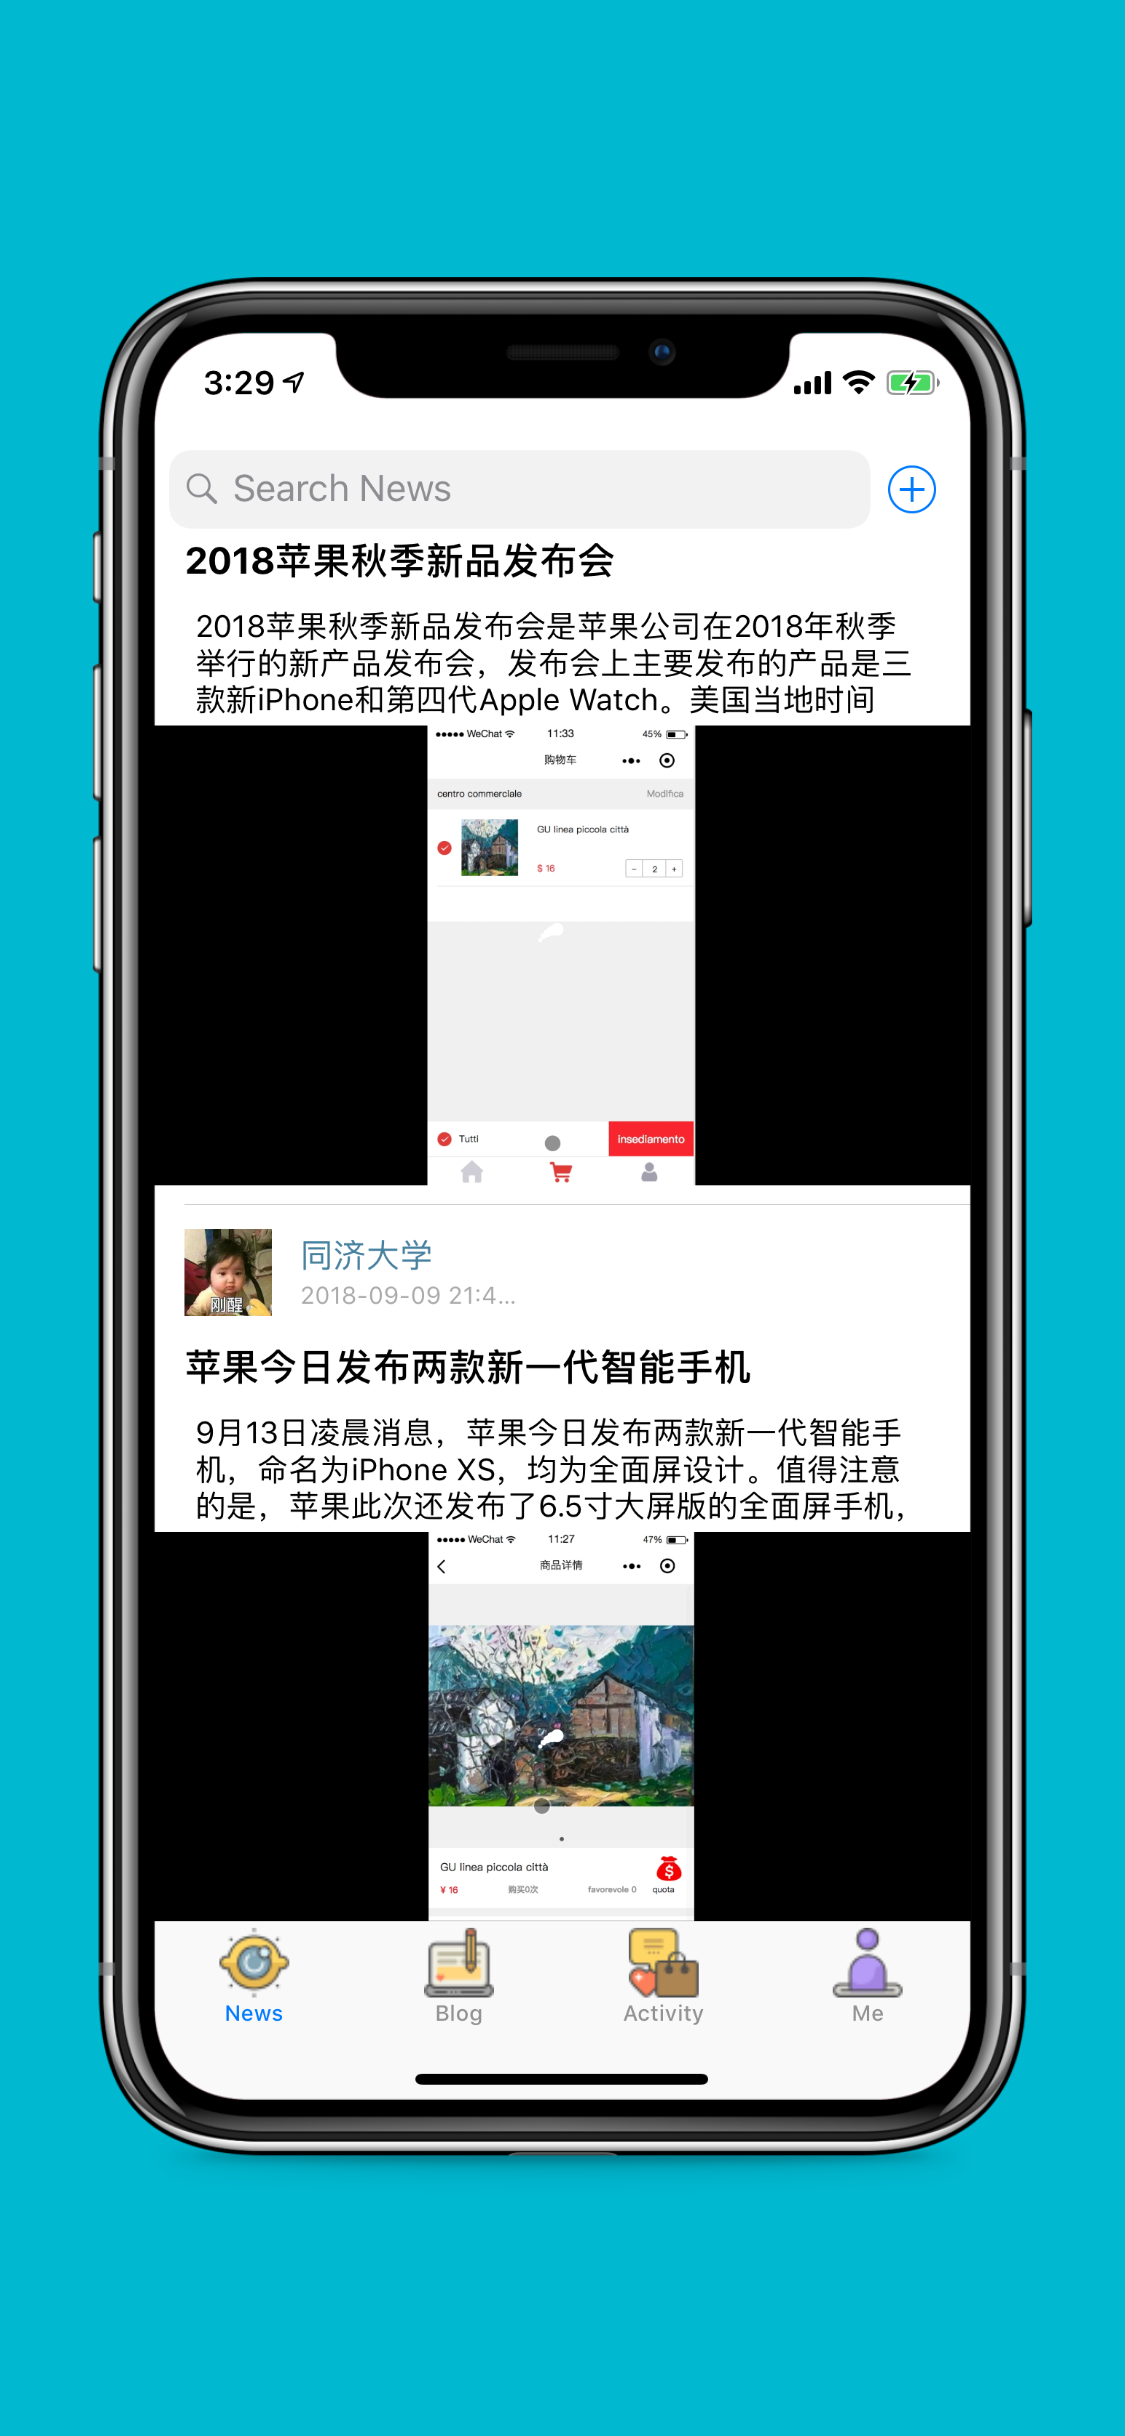 3:29
Search News
2018苹果秋季新品发布会
2018苹果秋季新品发布会是苹果公司在2018年秋季
举行的新产品发布会，发布会上主要发布的产品是三
款新iPhone和第四代Apple Watch。美国当地时间
WeChat 11:33 45%
购物车
centro commerciale Modifica
GU linea piccola città
$ 16 - 2 +
Tutti insediamento
同济大学
2018-09-09 21:4...
刚醒
苹果今日发布两款新一代智能手机
9月13日凌晨消息，苹果今日发布两款新一代智能手
机，命名为iPhone XS，均为全面屏设计。值得注意
的是，苹果此次还发布了6.5寸大屏版的全面屏手机，
WeChat 11:27 47%
商品详情
GU linea piccola città
¥ 16 购买0次 favorevole 0 quota
News Blog Activity Me